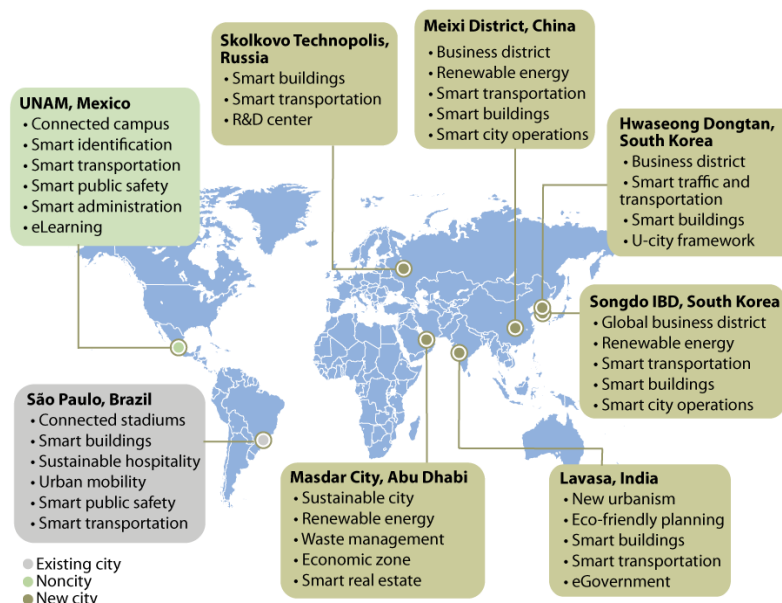 Meixi District, China
• Business district
• Renewable energy
• Smart transportation
• Smart buildings
• Smart city operations
Skolkovo Technopolis,
Russia
• Smart buildings
• Smart transportation
• R&D center
UNAM, Mexico
• Connected campus
• Smart identification
• Smart transportation
• Smart public safety
• Smart administration
• eLearning
Hwaseong Dongtan,
South Korea
• Business district
• Smart traffic and
transportation
• Smart buildings
• U-city framework
Songdo IBD, South Korea
• Global business district
• Renewable energy
• Smart transportation
• Smart buildings
• Smart city operations
São Paulo, Brazil
• Connected stadiums
• Smart buildings
• Sustainable hospitality
• Urban mobility
• Smart public safety
• Smart transportation
Masdar City, Abu Dhabi
• Sustainable city
• Renewable energy
• Waste management
• Economic zone
• Smart real estate
Lavasa, India
• New urbanism
• Eco-friendly planning
• Smart buildings
• Smart transportation
• eGovernment
Existing city
Noncity
New city